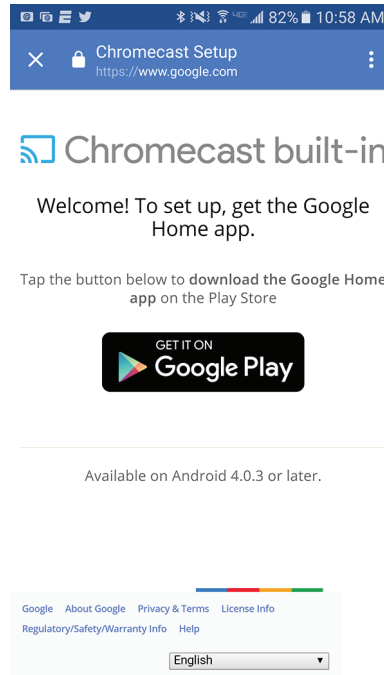 4G LTE 82% 10:58 AM
Chromecast Setup
https://www.google.com
Chromecast built-in
Welcome! To set up, get the Google
Home app.
Tap the button below to download the Google Home
app on the Play Store
GET IT ON
Google Play
Available on Android 4.0.3 or later.
Google About Google Privacy & Terms License Info
Regulatory/Safety/Warranty Info Help
English